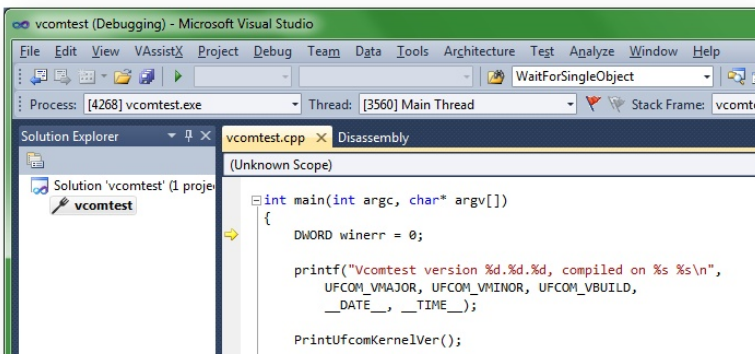 vcomtest (Debugging) - Microsoft Visual Studio
File Edit View VAssistX Project Debug Team Data Tools Architecture Test Analyze Window Help
WaitForSingleObject
Process: [4268] vcomtest.exe Thread: [3560] Main Thread Stack Frame: vcomte
Solution Explorer vcomtest.cpp Disassembly
(Unknown Scope)
Solution 'vcomtest' (1 proje
vcomtest
int main(int argc, char* argv[])
{
DWORD winerr = 0;
printf("Vcomtest version %d.%d.%d, compiled on %s %s\n",
UFCOM_VMAJOR, UFCOM_VMINOR, UFCOM_VBUILD,
__DATE__, __TIME__);
PrintUfcomKernelVer();